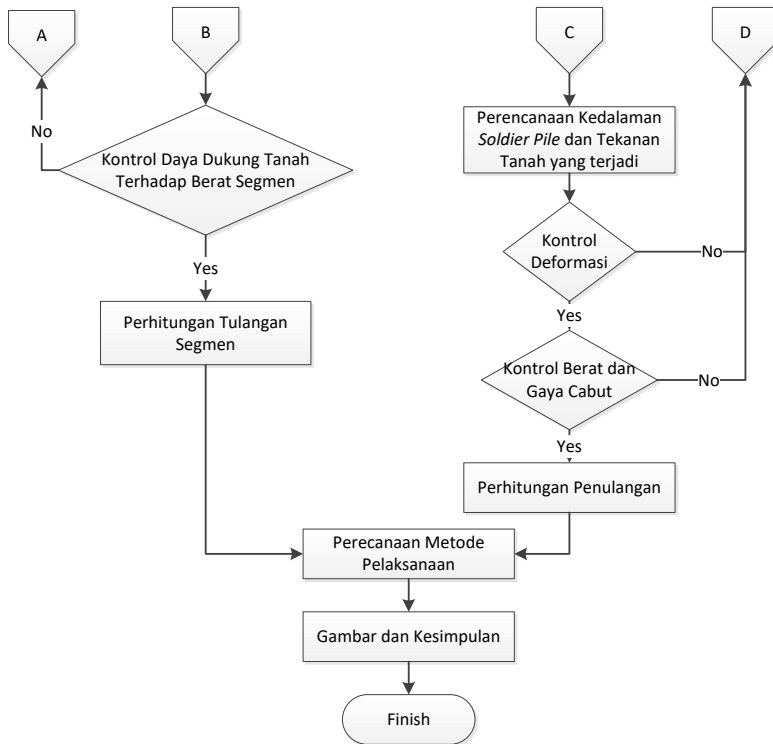 A
B
C
D
No
Kontrol Daya Dukung Tanah
Terhadap Berat Segmen
Yes
Perhitungan Tulangan
Segmen
Perencanaan Kedalaman
Soldier Pile dan Tekanan
Tanah yang terjadi
Kontrol
Deformasi
No
Yes
Kontrol Berat dan
Gaya Cabut
No
Yes
Perhitungan Penulangan
Perecanaan Metode
Pelaksanaan
Gambar dan Kesimpulan
Finish